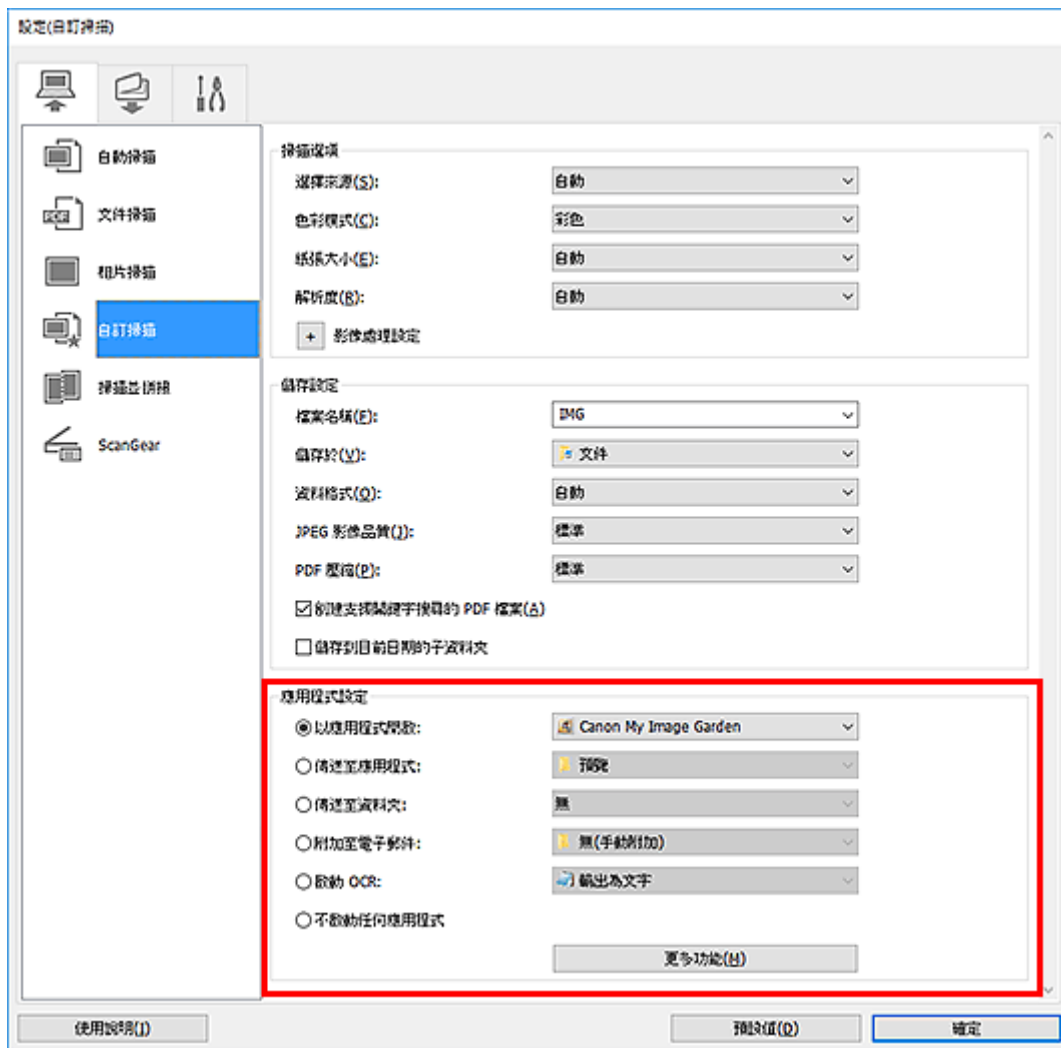 設定(自訂掃描)
自動掃描
文件掃描
相片掃描
自訂掃描
掃描並拼接
ScanGear
掃描選項
選擇來源(S): 自動
色彩模式(C): 彩色
紙張大小(E): 自動
解析度(R): 自動
+ 影像處理設定
儲存設定
檔案名稱(F): IMG
儲存於(V): 文件
資料格式(O): 自動
JPEG 影像品質(J): 標準
PDF 壓縮(P): 標準
創建支援關鍵字搜尋的 PDF 檔案(A)
儲存到目前日期的子資料夾
應用程式設定
以應用程式開啟: Canon My Image Garden
傳送至應用程式: 預覽
傳送至資料夾: 無
附加至電子郵件: 無(手動附加)
啟動 OCR: 輸出為文字
不啟動任何應用程式
更多功能(M)
使用說明(I) 預設值(D) 確定